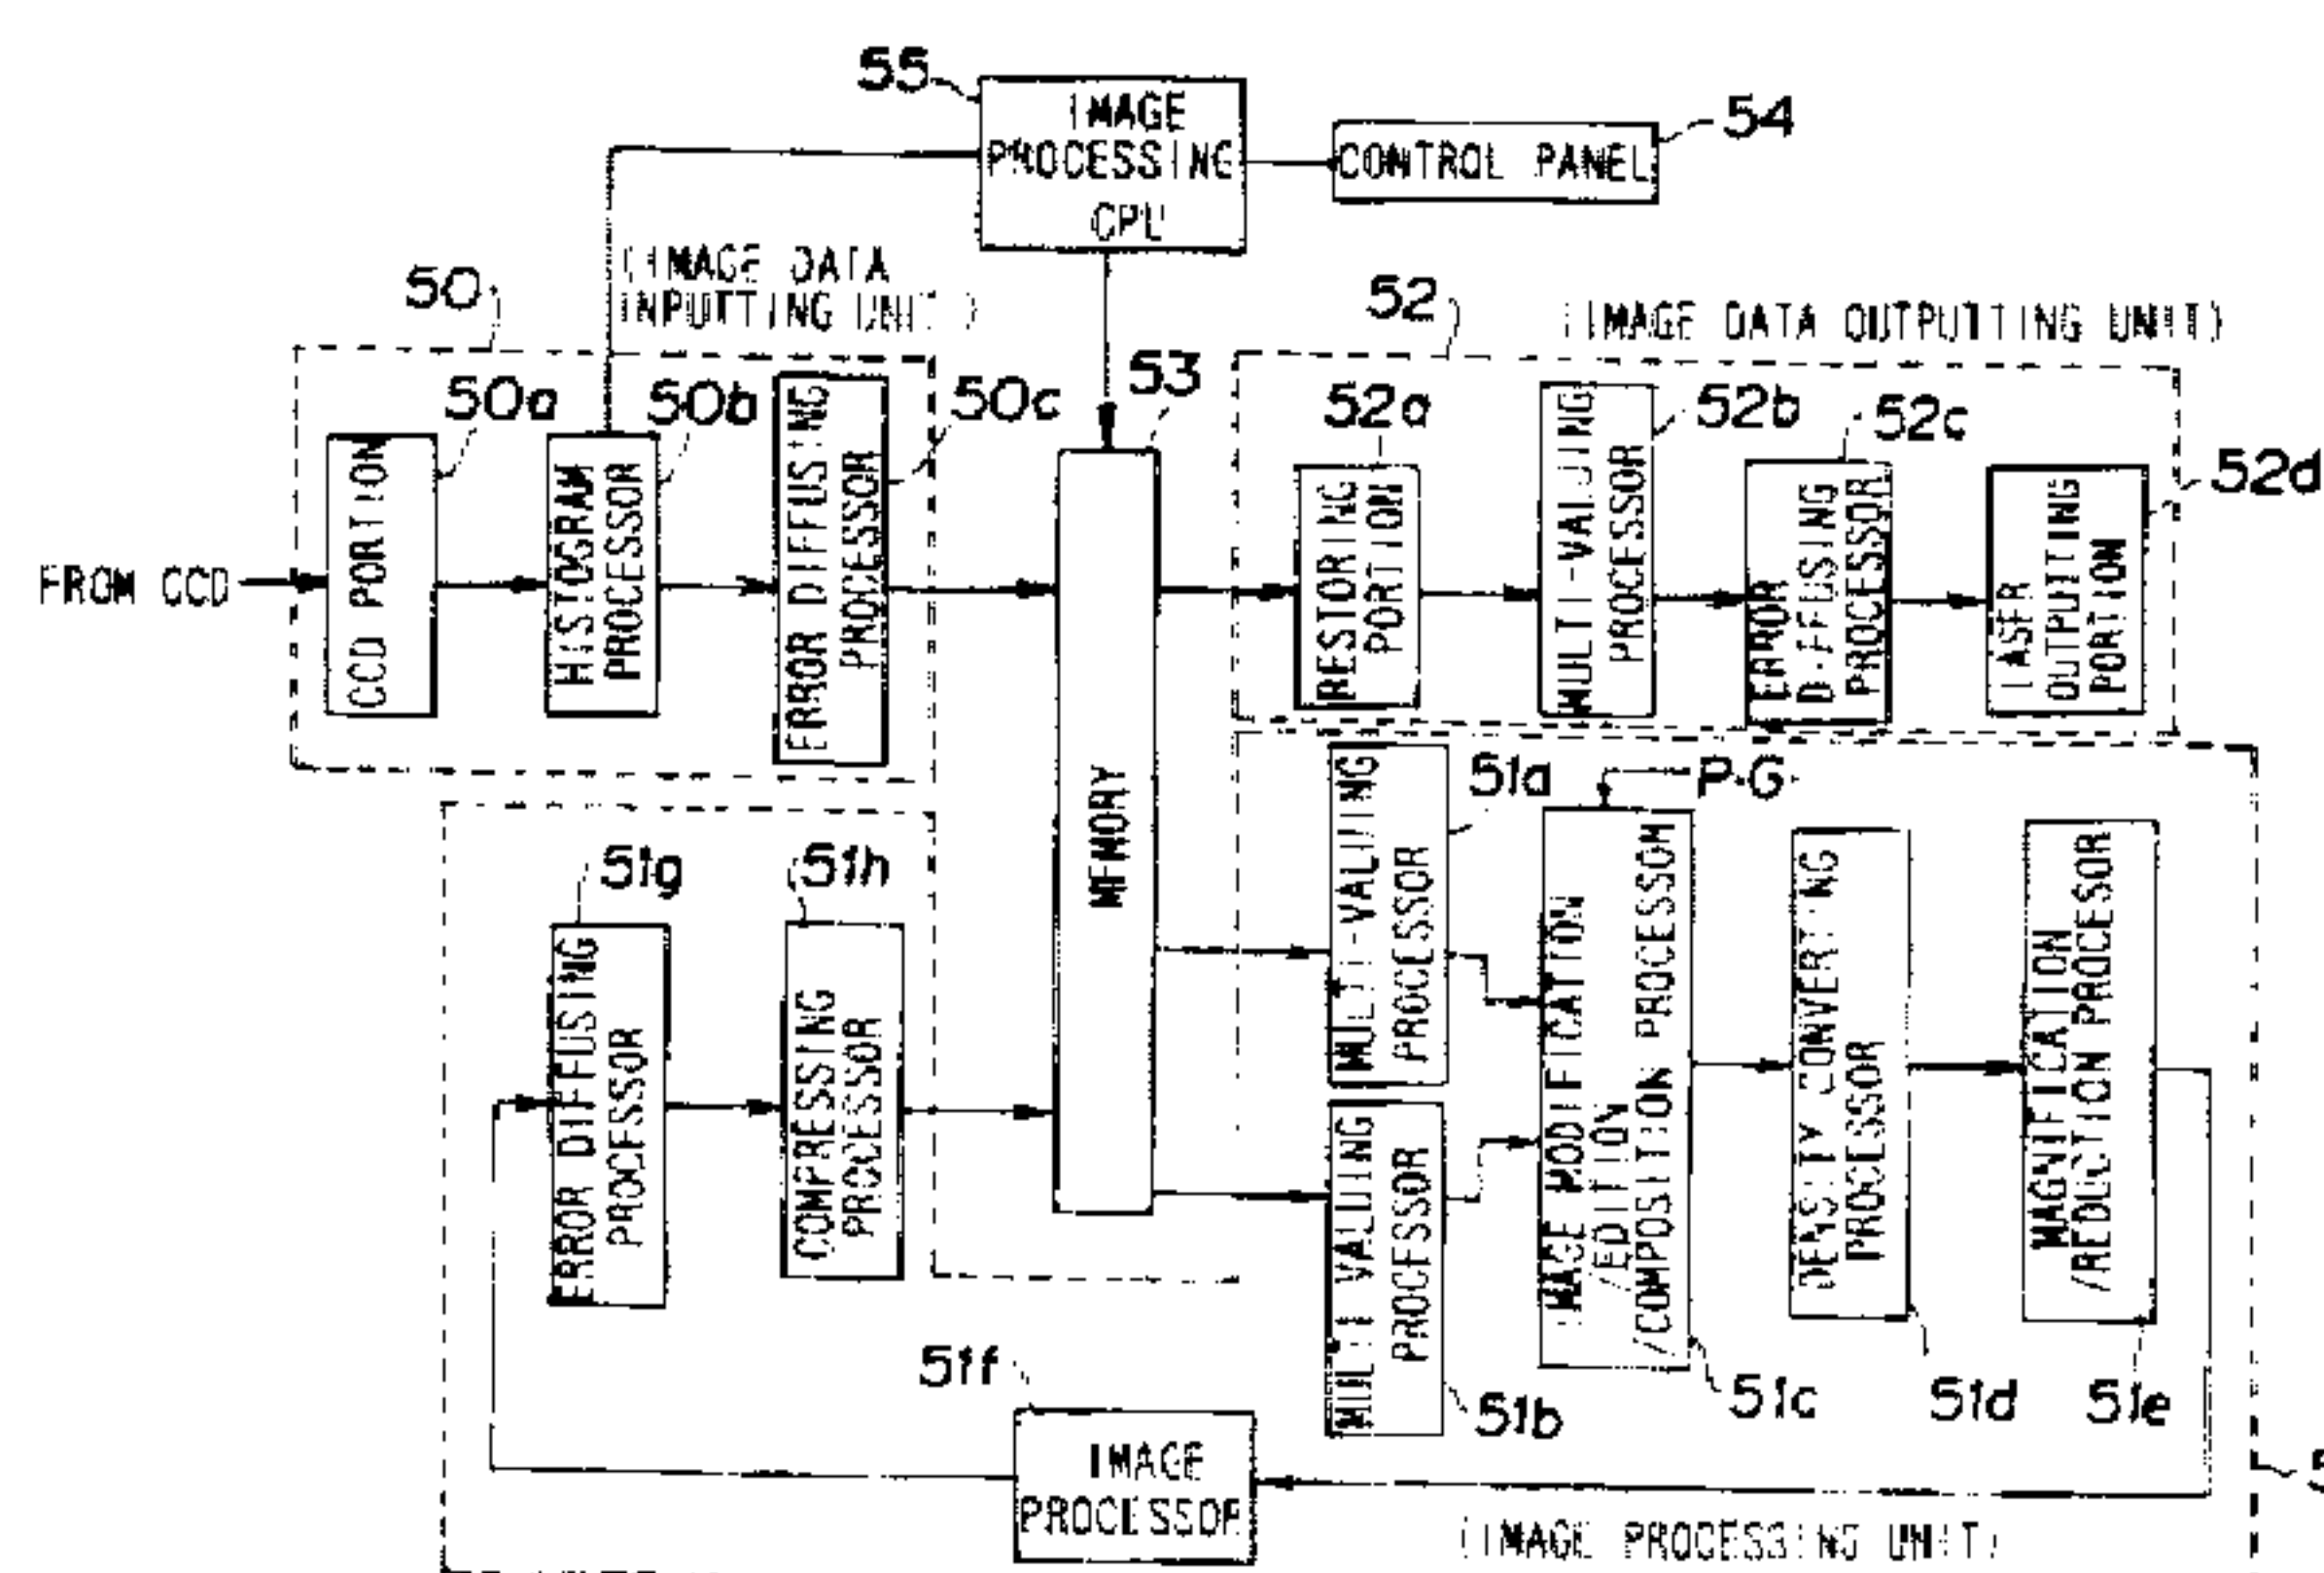 55
IMAGE
PROCESSING
CPU
CONTROL PANEL
54
50
(IMAGE DATA
INPUTTING UNIT)
52
(IMAGE DATA OUTPUTTING UNIT)
50a
50b
50c
53
52a
52b
52c
52d
FROM CCD
CCD PORTION
HISTOGRAM
PROCESSOR
ERROR DIFFUSING
PROCESSOR
MEMORY
RESTORING
PORTION
MULTI-VALUING
PROCESSOR
ERROR
DIFFUSING
PROCESSOR
LASER
OUTPUTTING
PORTION
51a
P·G
51g
51h
ERROR DIFFUSING
PROCESSOR
COMPRESSING
PROCESSOR
MULTI-VALUING
PROCESSOR
MULTI VALUING
PROCESSOR
IMAGE MODIFICATION
/EDITION
/COMPOSITION PROCESSOR
DENSITY CONVERTING
PROCESSOR
MAGNIFICATION
/REDUCTION PROCESSOR
51f
51b
51c
51d
51e
IMAGE
PROCESSOR
(IMAGE PROCESSING UNIT)